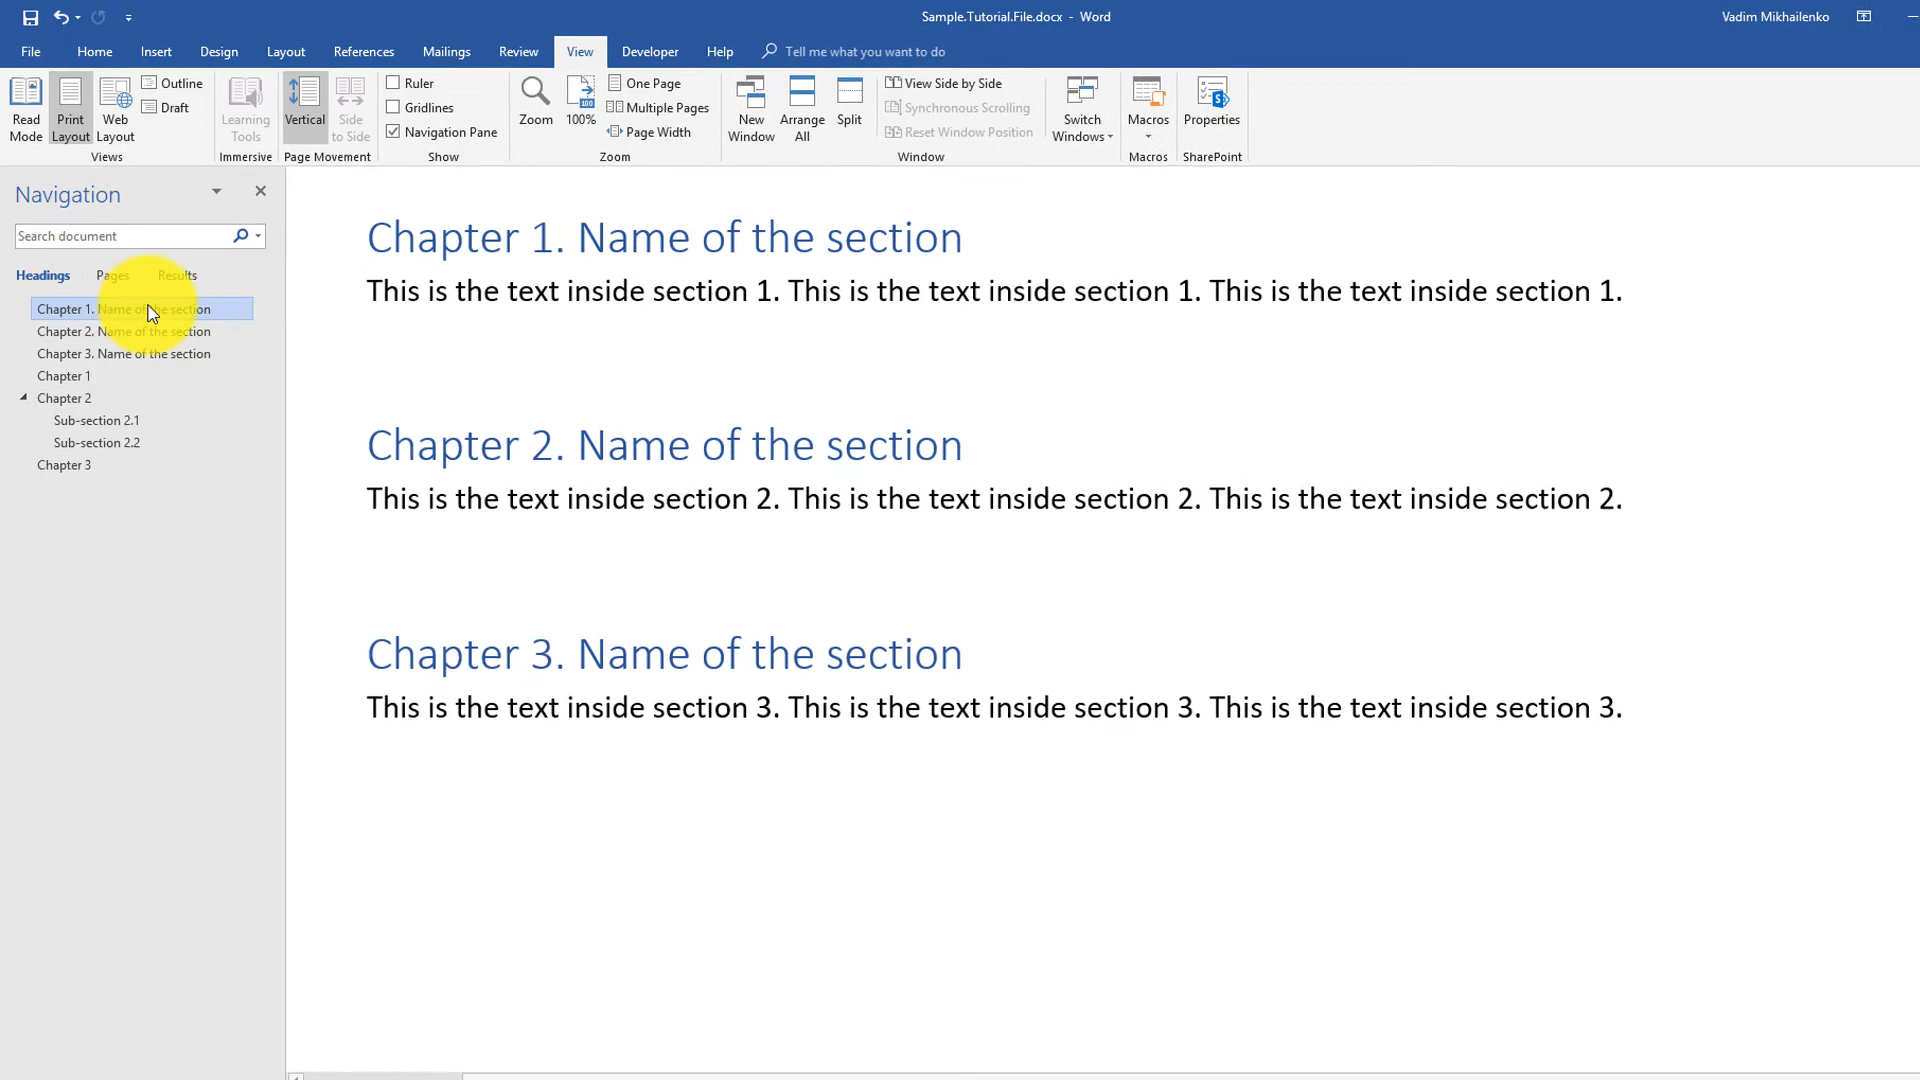 Sample.Tutorial.File.docx - Word
Vadim Mikhailenko
File Home Insert Design Layout References Mailings Review View Developer Help Tell me what you want to do
Read Mode
Print Layout
Web Layout
Outline
Draft
Views
Learning Tools
Immersive
Vertical
Side to Side
Page Movement
Ruler
Gridlines
Navigation Pane
Show
Zoom
100
100%
One Page
Multiple Pages
Page Width
Zoom
New Window
Arrange All
Split
View Side by Side
Synchronous Scrolling
Reset Window Position
Switch Windows
Window
Macros
Macros
S
Properties
SharePoint
Navigation
Search document
Headings Pages Results
Chapter 1. Name of the section
Chapter 2. Name of the section
Chapter 3. Name of the section
Chapter 1
Chapter 2
Sub-section 2.1
Sub-section 2.2
Chapter 3
Chapter 1. Name of the section
This is the text inside section 1. This is the text inside section 1. This is the text inside section 1.
Chapter 2. Name of the section
This is the text inside section 2. This is the text inside section 2. This is the text inside section 2.
Chapter 3. Name of the section
This is the text inside section 3. This is the text inside section 3. This is the text inside section 3.